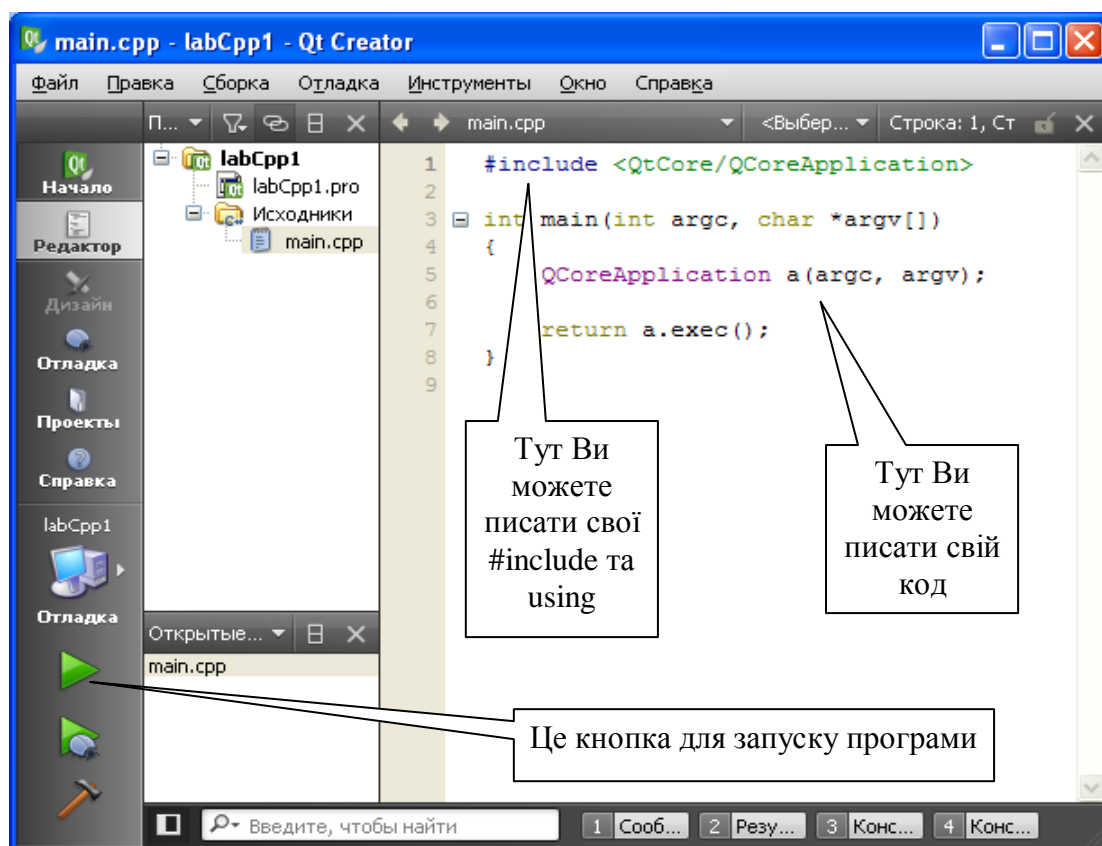 main.cpp - labCpp1 - Qt Creator
Файл Правка Сборка Отладка Инструменты Окно Справка
П... main.cpp <Выбер... Строка: 1, Ст
Начало
Редактор
Дизайн
Отладка
Проекты
Справка
labCpp1
Отладка
labCpp1
labCpp1.pro
Исходники
main.cpp
Открытые...
main.cpp
1 #include <QtCore/QCoreApplication>
2
3 int main(int argc, char *argv[])
4 {
5 QCoreApplication a(argc, argv);
6
7 return a.exec();
8 }
9
Тут Ви
можете
писати свої
#include та
using
Тут Ви
можете
писати свій
код
Це кнопка для запуску програми
Введите, чтобы найти 1 Сооб... 2 Резу... 3 Конс... 4 Конс...